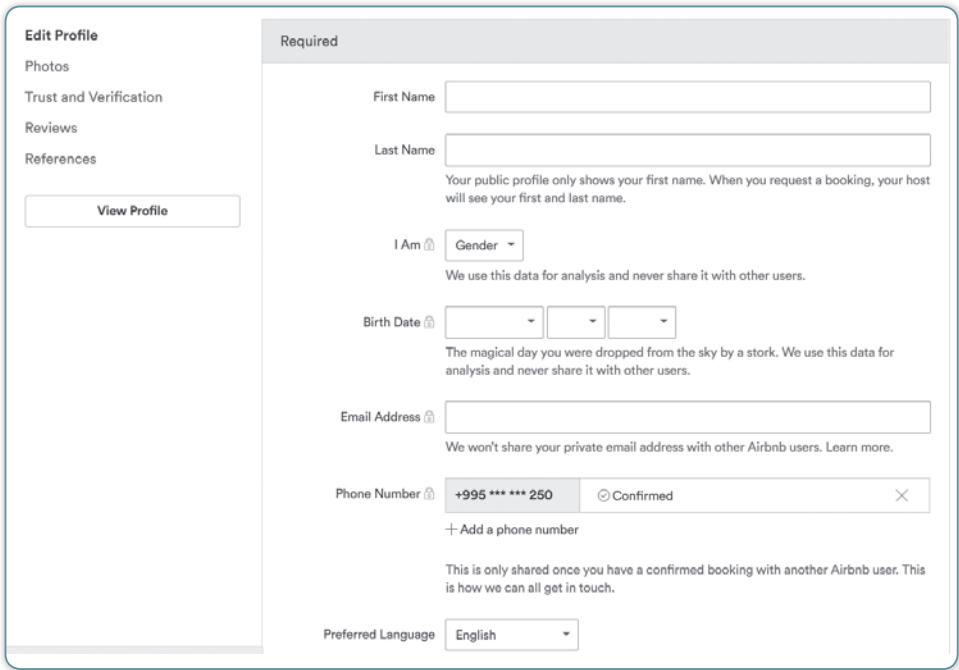 Edit Profile
Photos
Trust and Verification
Reviews
References
View Profile
Required
First Name
Last Name
Your public profile only shows your first name. When you request a booking, your host
will see your first and last name.
I Am
Gender
We use this data for analysis and never share it with other users.
Birth Date
The magical day you were dropped from the sky by a stork. We use this data for
analysis and never share it with other users.
Email Address
We won't share your private email address with other Airbnb users. Learn more.
Phone Number
+995 *** *** 250
Confirmed
+ Add a phone number
This is only shared once you have a confirmed booking with another Airbnb user. This
is how we can all get in touch.
Preferred Language
English